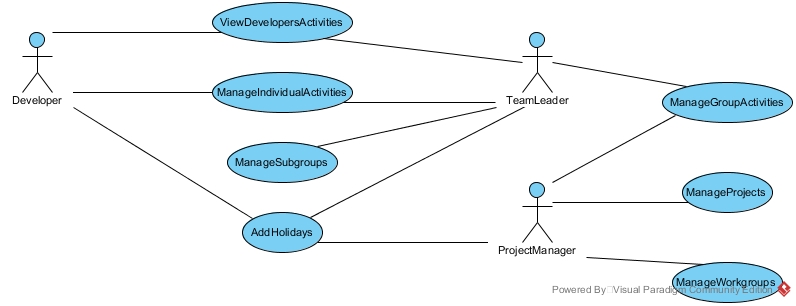 ViewDevelopersActivities
Developer
ManageIndividualActivities
TeamLeader
ManageGroupActivities
ManageSubgroups
ManageProjects
AddHolidays
ProjectManager
ManageWorkgroups
Powered By Visual Paradigm Community Edition